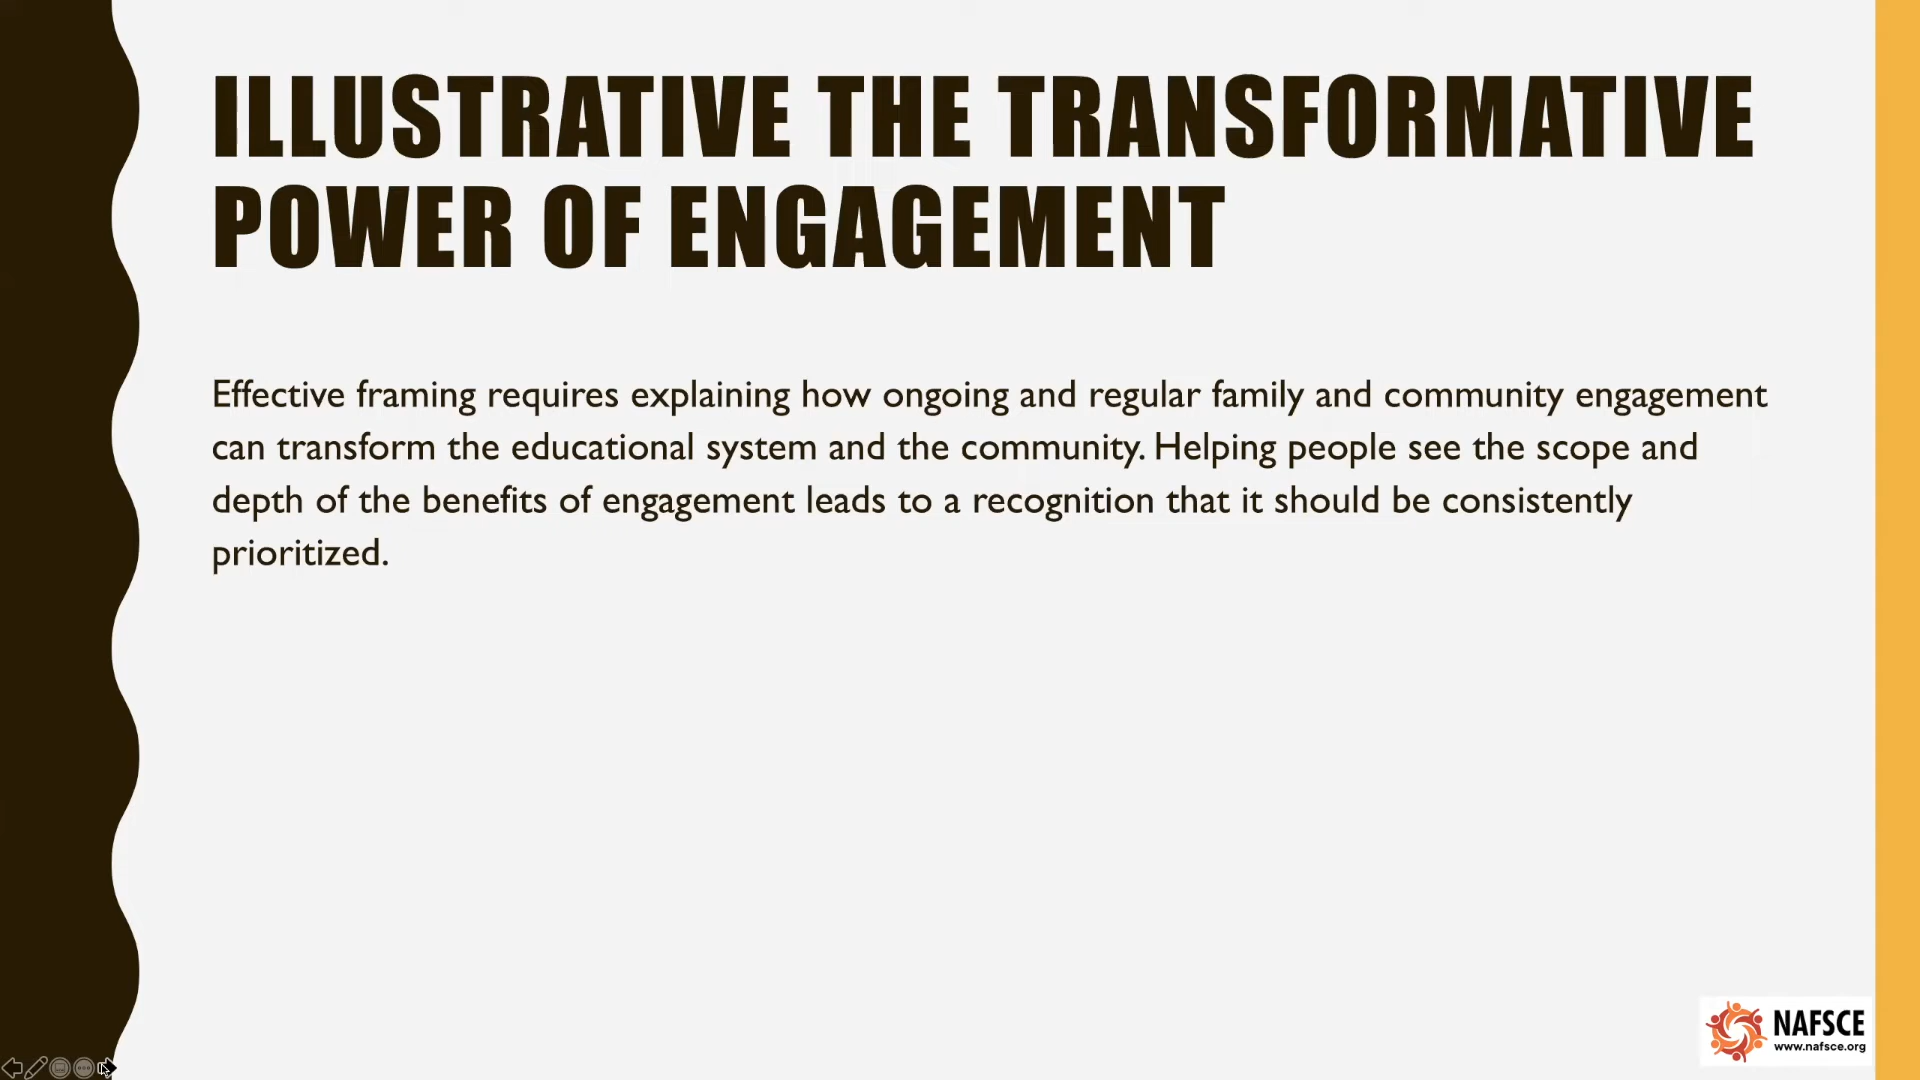 ILLUSTRATIVE THE TRANSFORMATIVE
POWER OF ENGAGEMENT
Effective framing requires explaining how ongoing and regular family and community engagement
can transform the educational system and the community. Helping people see the scope and
depth of the benefits of engagement leads to a recognition that it should be consistently
prioritized.
NAFSCE
www.nafsce.org